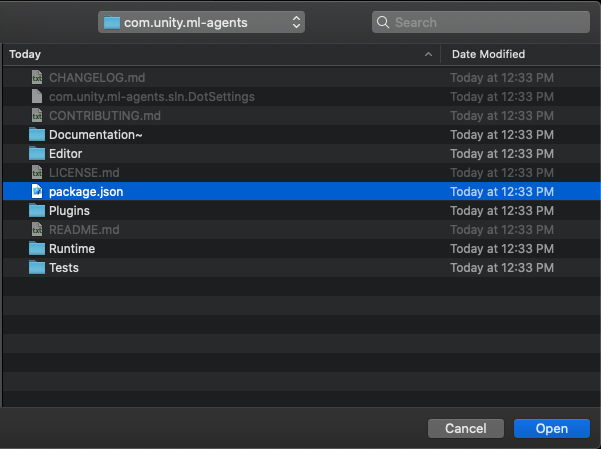 com.unity.ml-agents
Search
Today Date Modified
CHANGELOG.md Today at 12:33 PM
com.unity.ml-agents.sln.DotSettings Today at 12:33 PM
CONTRIBUTING.md Today at 12:33 PM
Documentation~ Today at 12:33 PM
Editor Today at 12:33 PM
LICENSE.md Today at 12:33 PM
package.json Today at 12:33 PM
Plugins Today at 12:33 PM
README.md Today at 12:33 PM
Runtime Today at 12:33 PM
Tests Today at 12:33 PM
Cancel Open